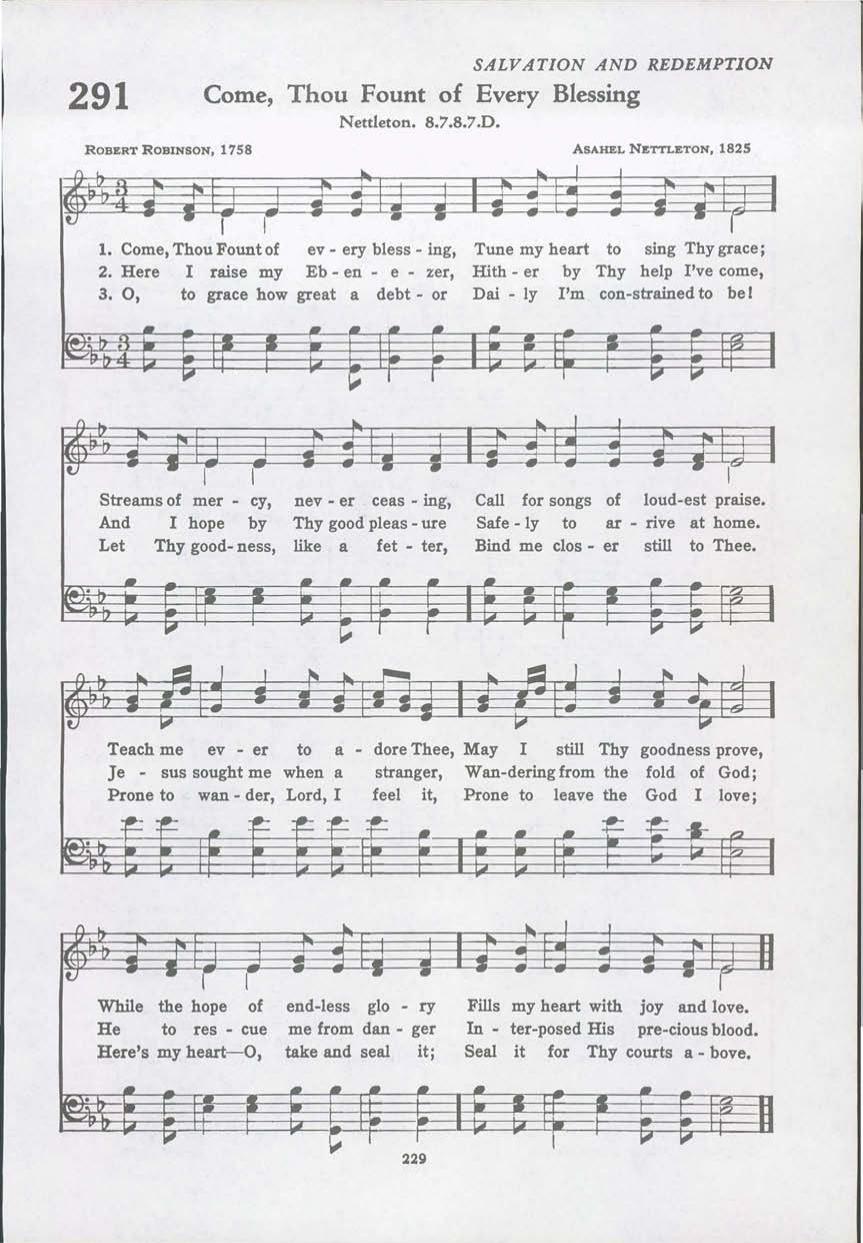 SALVATION AND REDEMPTION
291 Come, Thou Fount of Every Blessing
Nettleton. 8.7.8.7.D.
ROBERT ROBINSON, 1758 ASAHEL NETTLETON, 1825
3
4
1. Come, Thou Fount of ev - ery bless - ing, Tune my heart to sing Thy grace;
2. Here I raise my Eb - en - e - zer, Hith - er by Thy help I've come,
3. O, to grace how great a debt - or Dai - ly I'm con-strained to be!
3
4
Streams of mer - cy, nev - er ceas - ing, Call for songs of loud-est praise.
And I hope by Thy good pleas - ure Safe - ly to ar - rive at home.
Let Thy good- ness, like a fet - ter, Bind me clos - er still to Thee.
Teach me ev - er to a - dore Thee, May I still Thy goodness prove,
Je - sus sought me when a stranger, Wan-dering from the fold of God;
Prone to wan - der, Lord, I feel it, Prone to leave the God I love;
While the hope of end-less glo - ry Fills my heart with joy and love.
He to res - cue me from dan - ger In - ter-posed His pre-cious blood.
Here's my heart—O, take and seal it; Seal it for Thy courts a - bove.
229